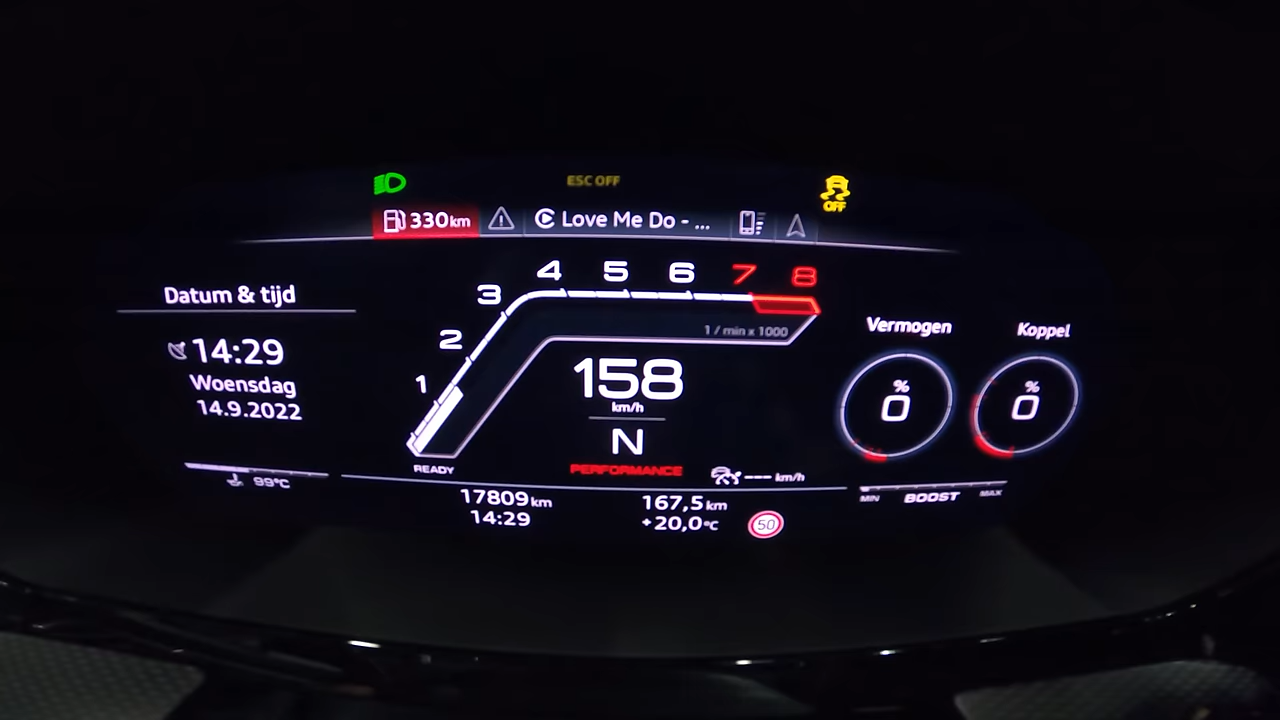 ESC OFF
OFF
330 km
Love Me Do - ...
Datum & tijd
14:29
Woensdag
14.9.2022
99°C
1
2
3
4
5
6
7
8
1 / min x 1000
158
km/h
N
PERFORMANCE
READY
--- km/h
17809 km
14:29
167,5 km
+20,0 °C
50
Vermogen
%
0
Koppel
%
0
MIN
BOOST
MAX